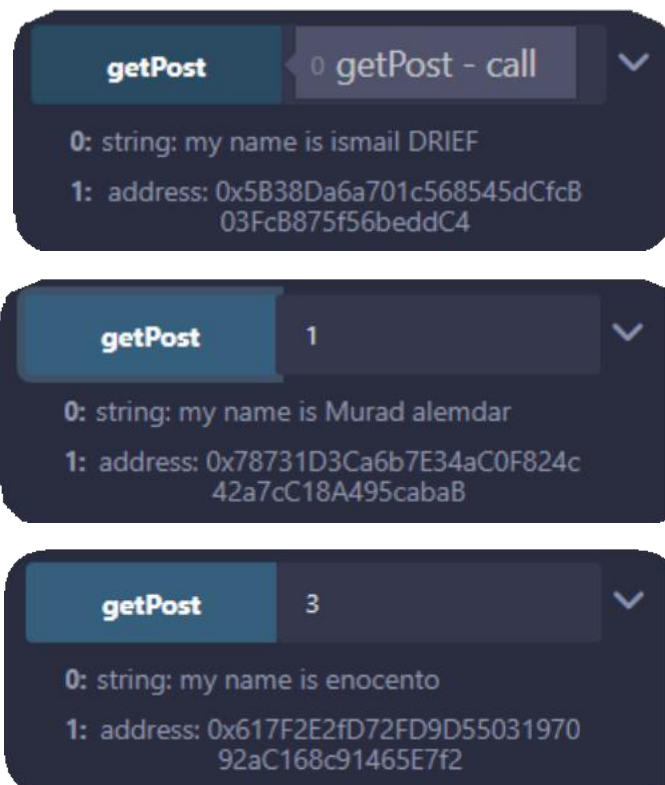 getPost 0 getPost - call
0: string: my name is ismail DRIEF
1: address: 0x5B38Da6a701c568545dCfcB
03FcB875f56beddC4
getPost 1
0: string: my name is Murad alemdar
1: address: 0x78731D3Ca6b7E34aC0F824c
42a7cC18A495cabaB
getPost 3
0: string: my name is enocento
1: address: 0x617F2E2fD72FD9D55031970
92aC168c91465E7f2